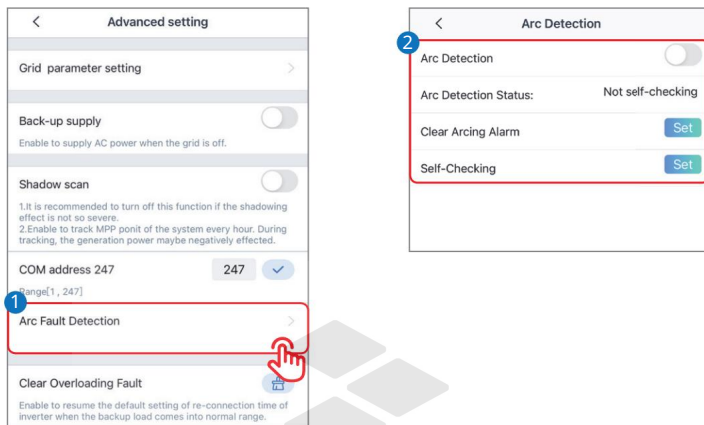 Advanced setting
Grid parameter setting
Back-up supply
Enable to supply AC power when the grid is off.
Shadow scan
1.It is recommended to turn off this function if the shadowing
effect is not so severe.
2.Enable to track MPP ponit of the system every hour. During
tracking, the generation power maybe negatively effected.
COM address 247
247
Range[1 , 247]
1
Arc Fault Detection
Clear Overloading Fault
Enable to resume the default setting of re-connection time of
inverter when the backup load comes into normal range.
Arc Detection
2
Arc Detection
Arc Detection Status: Not self-checking
Clear Arcing Alarm Set
Self-Checking Set